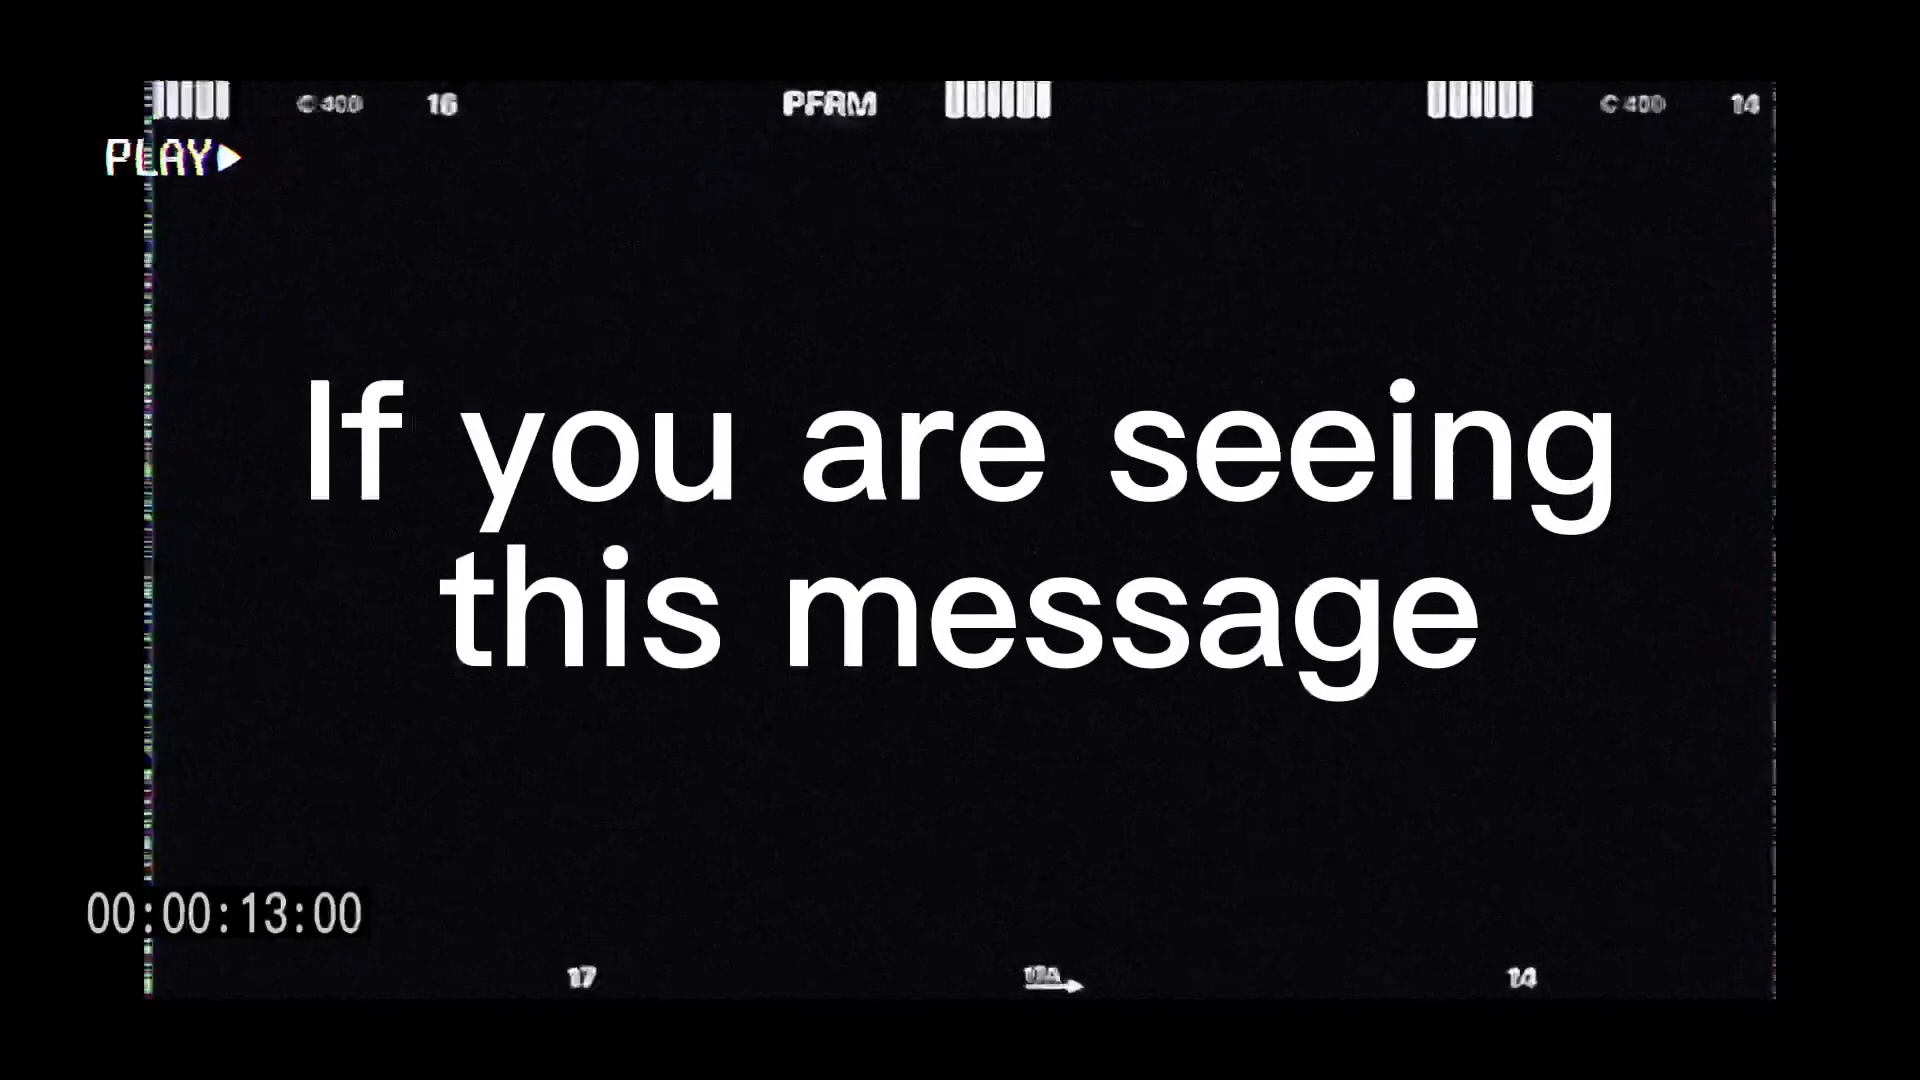 C 400 16 PFRM C 400 14
PLAY
If you are seeing
this message
00:00:13:00
17 14